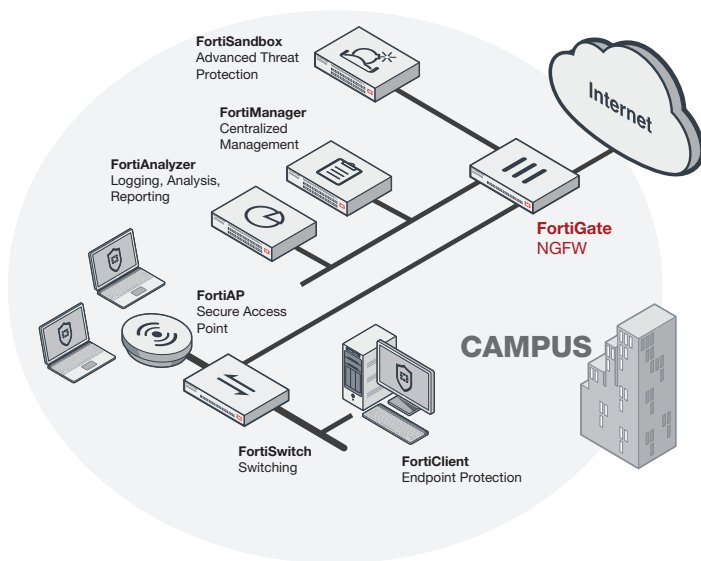 FortiSandbox
Advanced Threat
Protection
FortiManager
Centralized
Management
FortiAnalyzer
Logging, Analysis,
Reporting
Internet
FortiGate
NGFW
FortiAP
Secure Access
Point
CAMPUS
FortiSwitch
Switching
FortiClient
Endpoint Protection